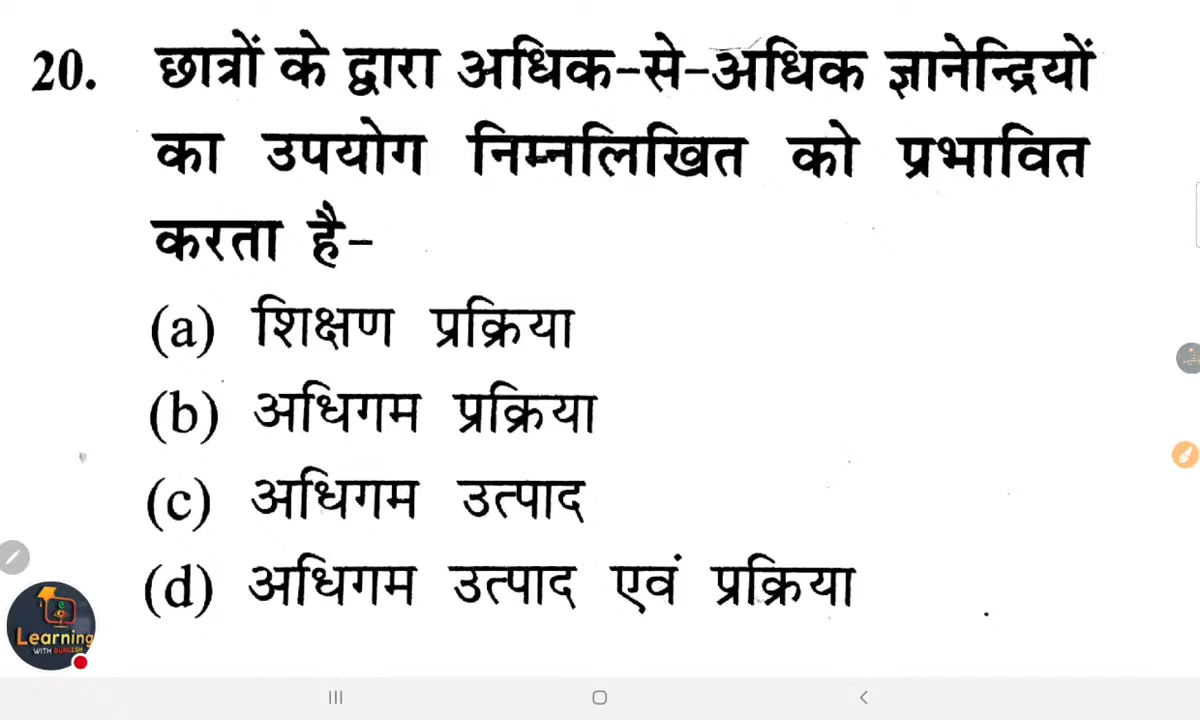 20. छात्रों के द्वारा अधिक-से-अधिक ज्ञानेन्द्रियों
का उपयोग निम्नलिखित को प्रभावित
करता है-
(a) शिक्षण प्रक्रिया
(b) अधिगम प्रक्रिया
(c) अधिगम उत्पाद
(d) अधिगम उत्पाद एवं प्रक्रिया
e
Learning
WITH DURGESH